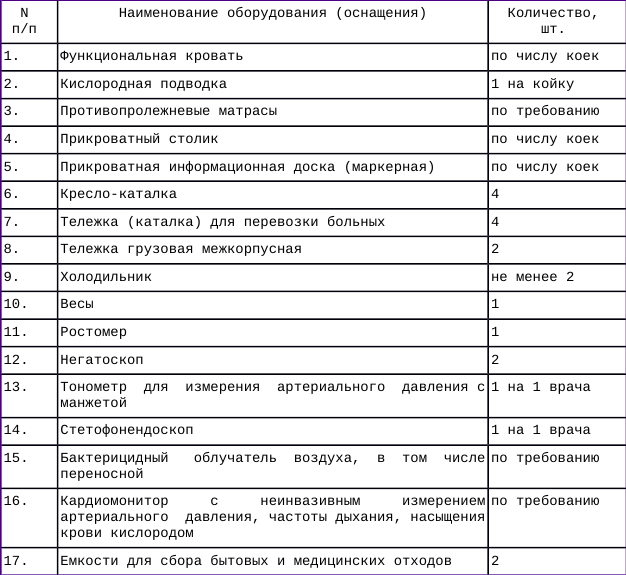 N п/п Наименование оборудования (оснащения) Количество, шт.
1. Функциональная кровать по числу коек
2. Кислородная подводка 1 на койку
3. Противопролежневые матрасы по требованию
4. Прикроватный столик по числу коек
5. Прикроватная информационная доска (маркерная) по числу коек
6. Кресло-каталка 4
7. Тележка (каталка) для перевозки больных 4
8. Тележка грузовая межкорпусная 2
9. Холодильник не менее 2
10. Весы 1
11. Ростомер 1
12. Негатоскоп 2
13. Тонометр для измерения артериального давления с 1 на 1 врача
манжетой
14. Стетофонендоскоп 1 на 1 врача
15. Бактерицидный облучатель воздуха, в том числе по требованию
переносной
16. Кардиомонитор с неинвазивным измерением по требованию
артериального давления, частоты дыхания, насыщения
крови кислородом
17. Емкости для сбора бытовых и медицинских отходов 2